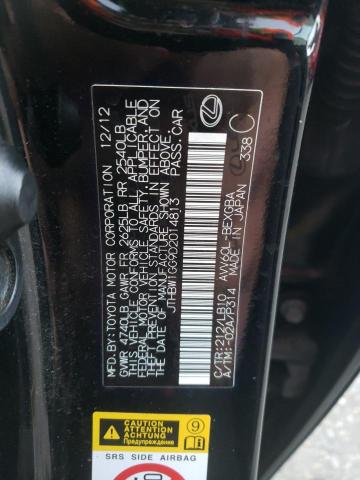 MFD.BY:TOYOTA MOTOR CORPORATION 12/12
GVWR 4740LB GAWR FR 2625LB RR 2540LB
THIS VEHICLE CONFORMS TO ALL APPLICABLE
FEDERAL MOTOR VEHICLE SAFETY, BUMPER, AND
THEFT PREVENTION STANDARDS IN EFFECT ON
THE DATE OF MANUFACTURE SHOWN ABOVE.
JTHBW1GG9D2014813 PASS.CAR
338 C
C/TR:212/LB10 AVV60L-BEXGBA
A/TM:-02A/P314 MADE IN JAPAN
CAUTION
Attention
Achtung
SRS SIDE AIRBAG